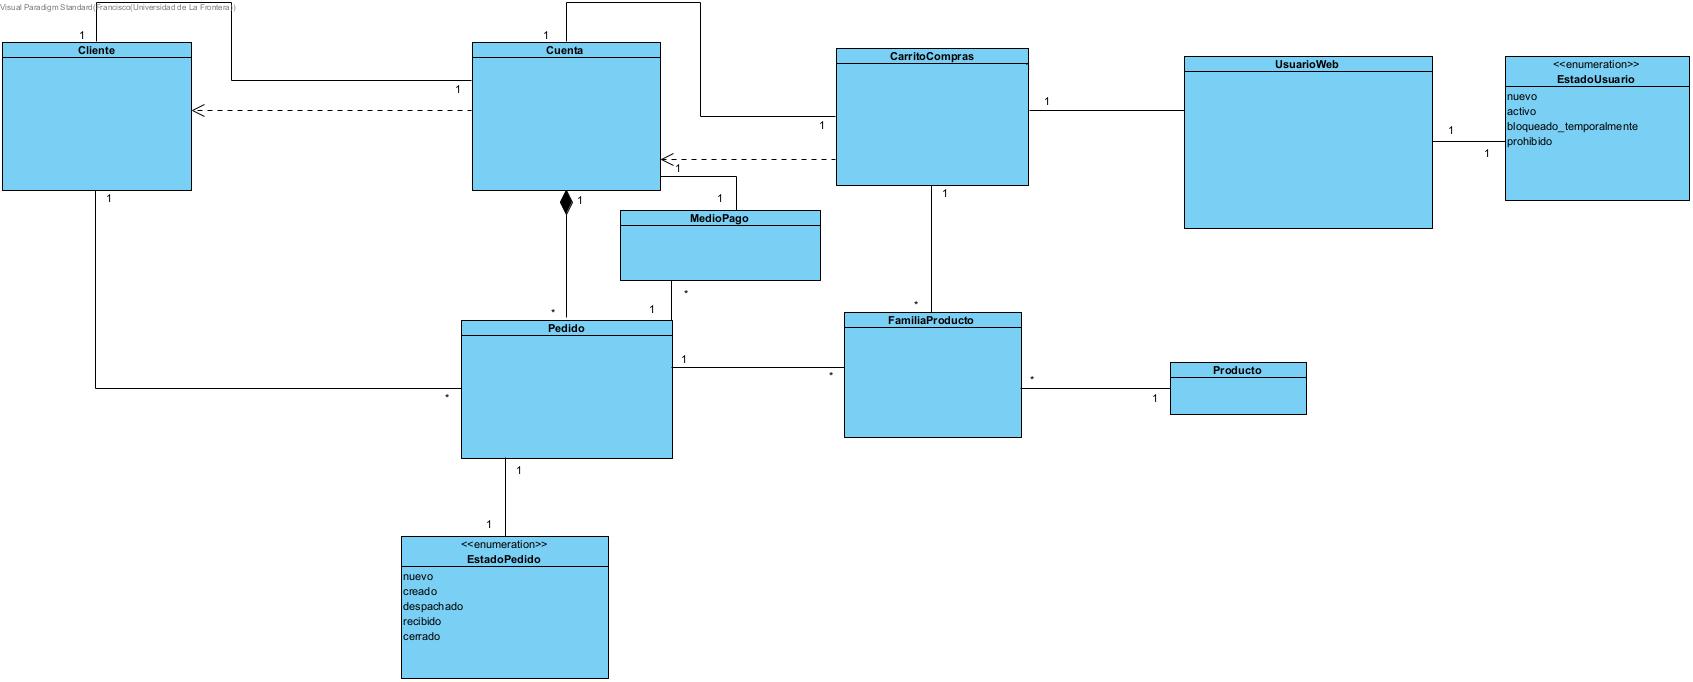 Visual Paradigm Standard(Francisco(Universidad de La Frontera))
1
1
Cliente
Cuenta
CarritoCompras
UsuarioWeb
<<enumeration>>
EstadoUsuario
nuevo
activo
bloqueado_temporalmente
prohibido
1
1
1
1
1
1
1
1
1
1
1
MedioPago
*
1
*
*
Pedido
FamiliaProducto
1
*
*
1
Producto
*
1
1
<<enumeration>>
EstadoPedido
nuevo
creado
despachado
recibido
cerrado